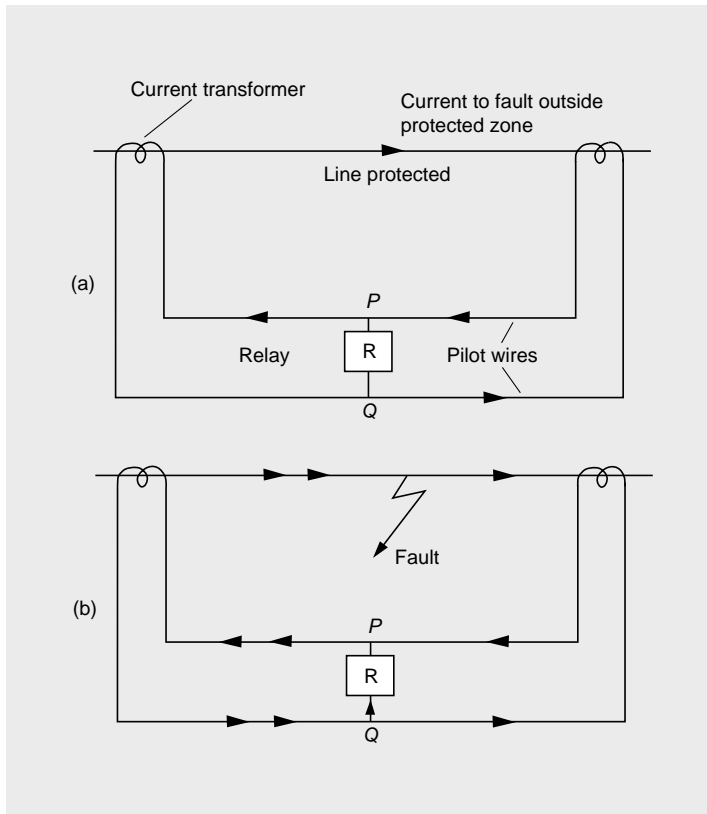 Current transformer
Current to fault outside
protected zone
Line protected
(a)
P
R
Relay
Pilot wires
Q
Fault
(b)
P
R
Q